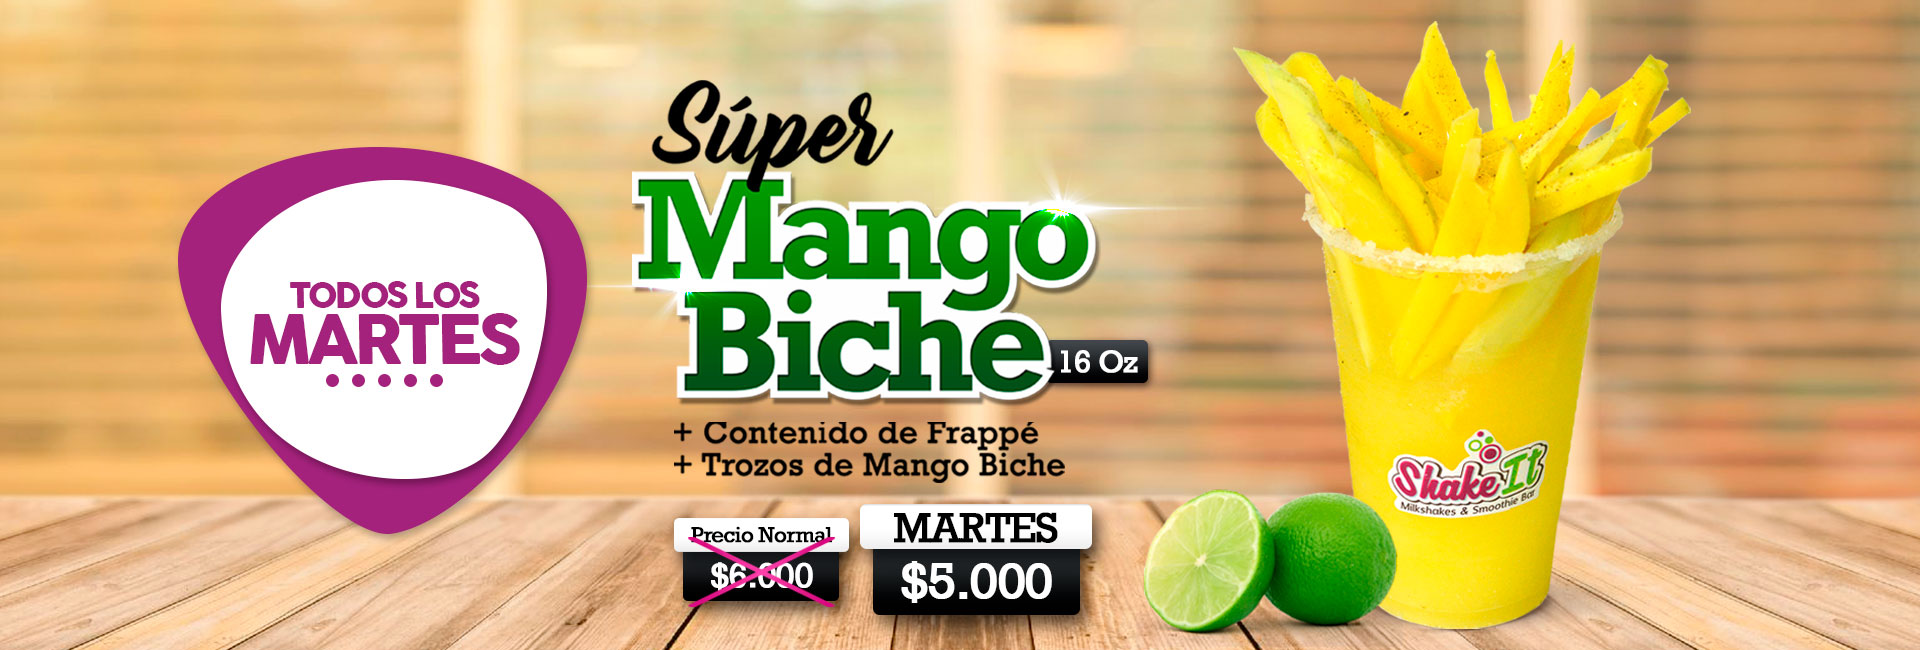 TODOS LOS
MARTES
Súper
Mango
Biche
16 Oz
+ Contenido de Frappé
+ Trozos de Mango Biche
Precio Normal
$6.000
MARTES
$5.000
Shake It
Milkshakes & Smoothie Bar